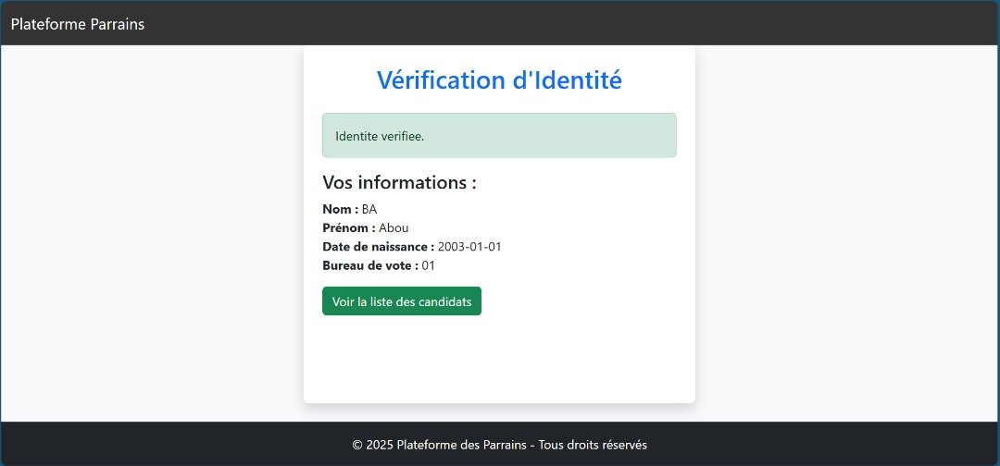 Plateforme Parrains
Vérification d'Identité
Identite verifiee.
Vos informations :
Nom : BA
Prénom : Abou
Date de naissance : 2003-01-01
Bureau de vote : 01
Voir la liste des candidats
© 2025 Plateforme des Parrains - Tous droits réservés